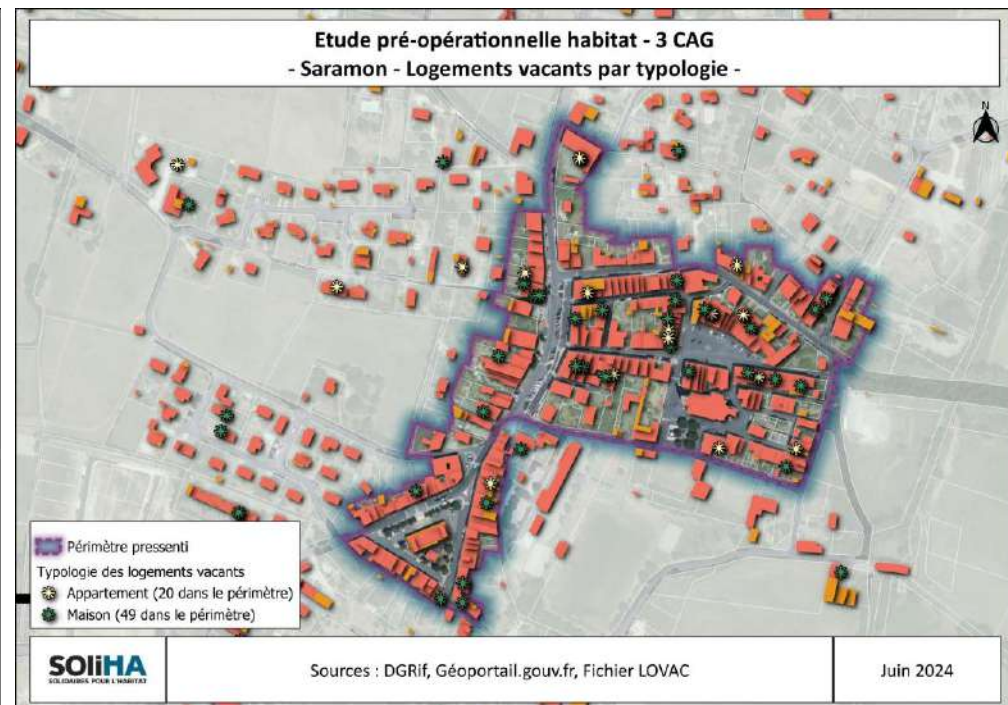 Etude pré-opérationnelle habitat - 3 CAG
- Saramon - Logements vacants par typologie -
N
Périmètre pressenti
Typologie des logements vacants
Appartement (20 dans le périmètre)
Maison (49 dans le périmètre)
SOLiHA
SOLIDAIRES POUR L'HABITAT
Sources : DGRif, Géoportail.gouv.fr, Fichier LOVAC
Juin 2024